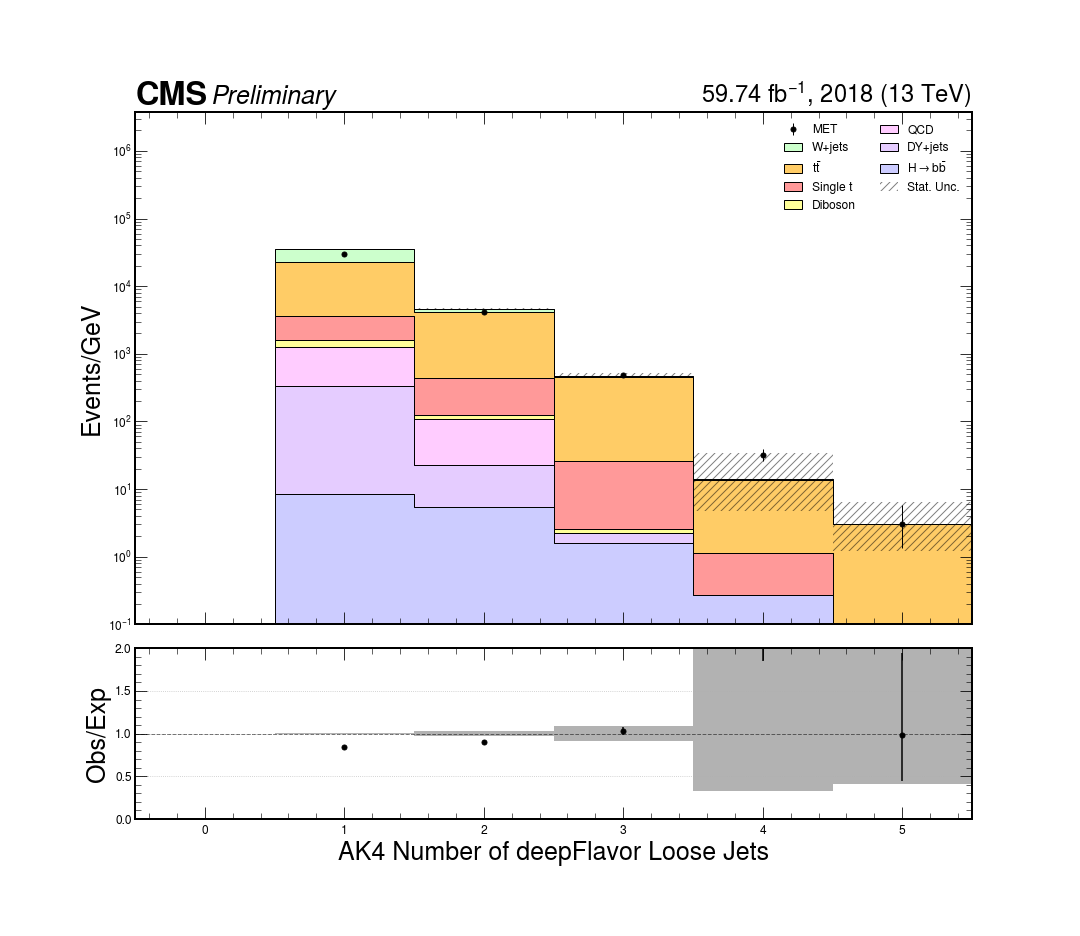 CMS Preliminary
59.74 fb⁻¹, 2018 (13 TeV)
MET
W+jets
tt̄
Single t
Diboson
QCD
DY+jets
H→bb̄
Stat. Unc.
Events/GeV
10⁶
10⁵
10⁴
10³
10²
10¹
10⁰
10⁻¹
Obs/Exp
2.0
1.5
1.0
0.5
0.0
0 1 2 3 4 5
AK4 Number of deepFlavor Loose Jets